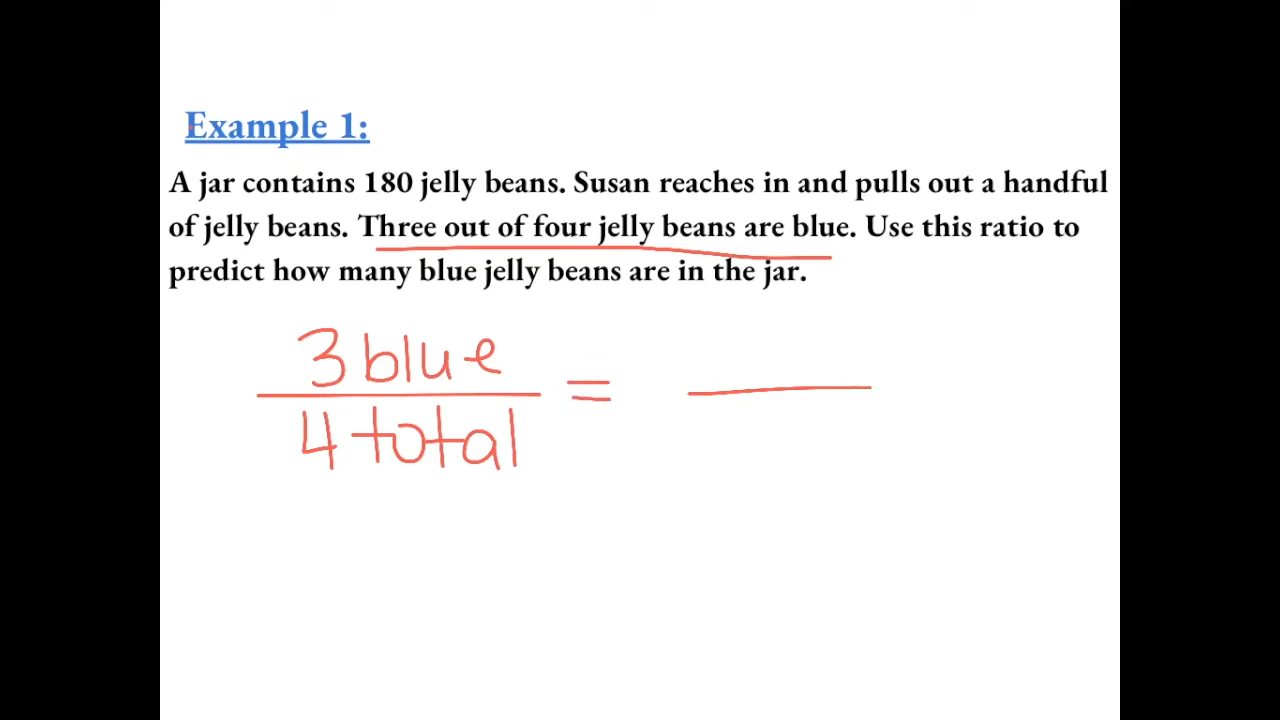 Example 1:
A jar contains 180 jelly beans. Susan reaches in and pulls out a handful
of jelly beans. Three out of four jelly beans are blue. Use this ratio to
predict how many blue jelly beans are in the jar.
3 blue
=
4 total